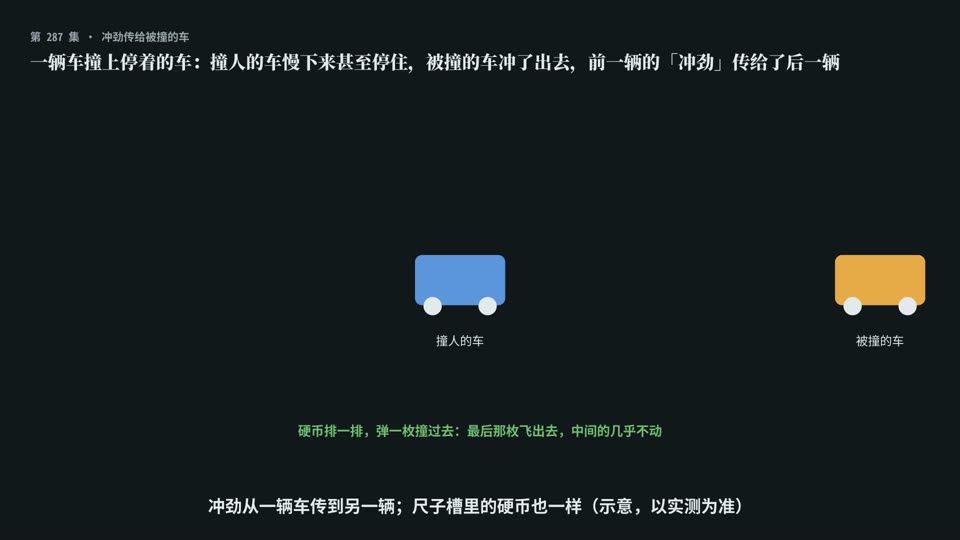 第 287 集 · 冲劲传给被撞的车
一辆车撞上停着的车：撞人的车慢下来甚至停住，被撞的车冲了出去，前一辆的「冲劲」传给了后一辆
撞人的车
被撞的车
硬币排一排，弹一枚撞过去：最后那枚飞出去，中间的几乎不动
冲劲从一辆车传到另一辆；尺子槽里的硬币也一样（示意，以实测为准）